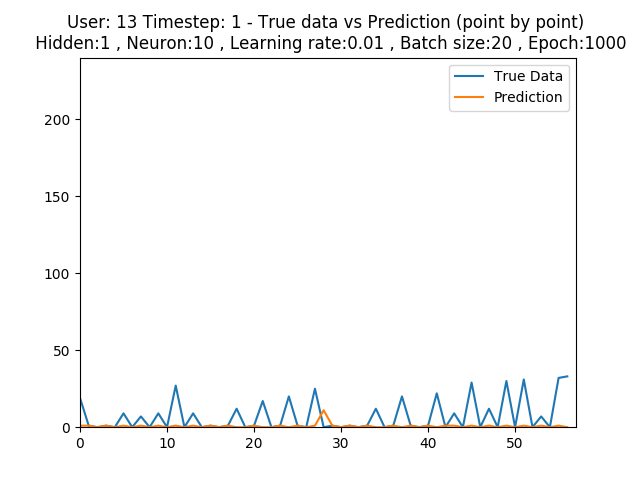 User: 13 Timestep: 1 - True data vs Prediction (point by point)
Hidden:1 , Neuron:10 , Learning rate:0.01 , Batch size:20 , Epoch:1000
True Data
Prediction
200
150
100
50
0
0 10 20 30 40 50